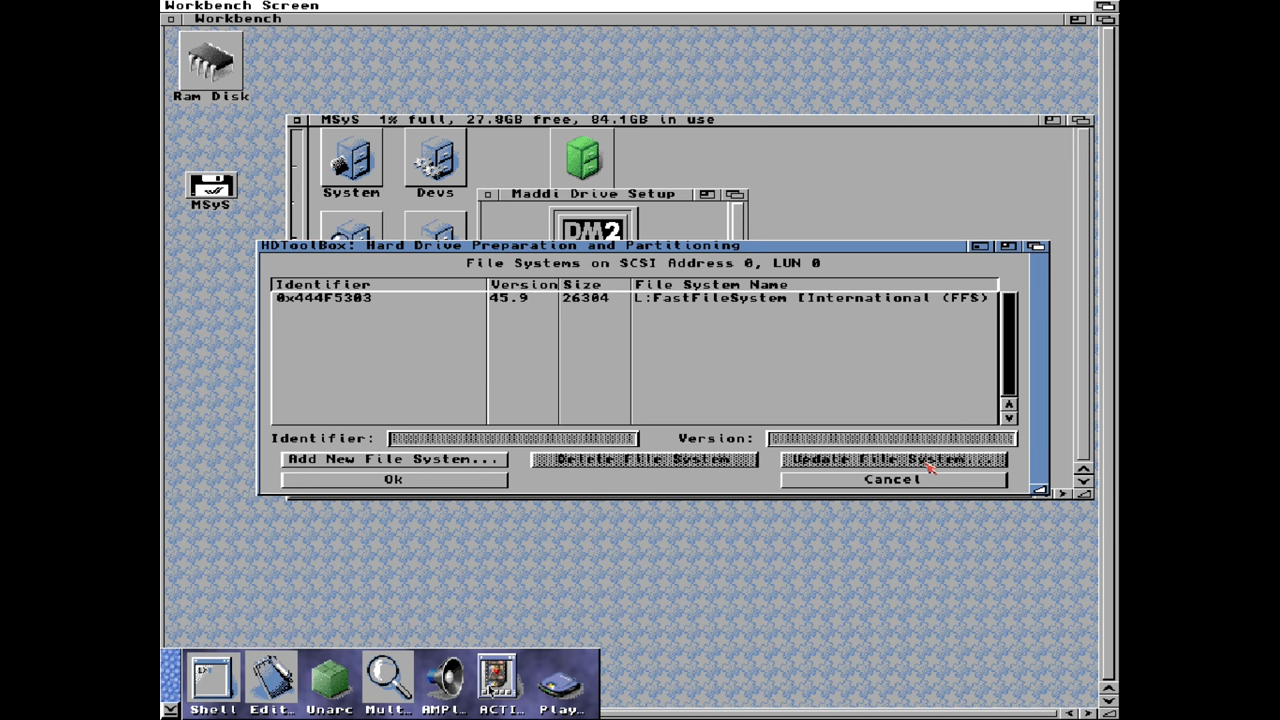 Workbench Screen
Workbench
Ram Disk
MSyS 1% full, 27.8GB free, 84.1GB in use
MSyS
System
Devs
Maddi Drive Setup
DM2
HDToolBox: Hard Drive Preparation and Partitioning
File Systems on SCSI Address 0, LUN 0
Identifier Version Size File System Name
0x444F5303 45.9 26304 L:FastFileSystem [International (FFS)
Identifier: Version:
Add New File System... Delete File System Update File System...
Ok Cancel
Shell Edit... Unarc Mult... AMPl... ACTI... Play...